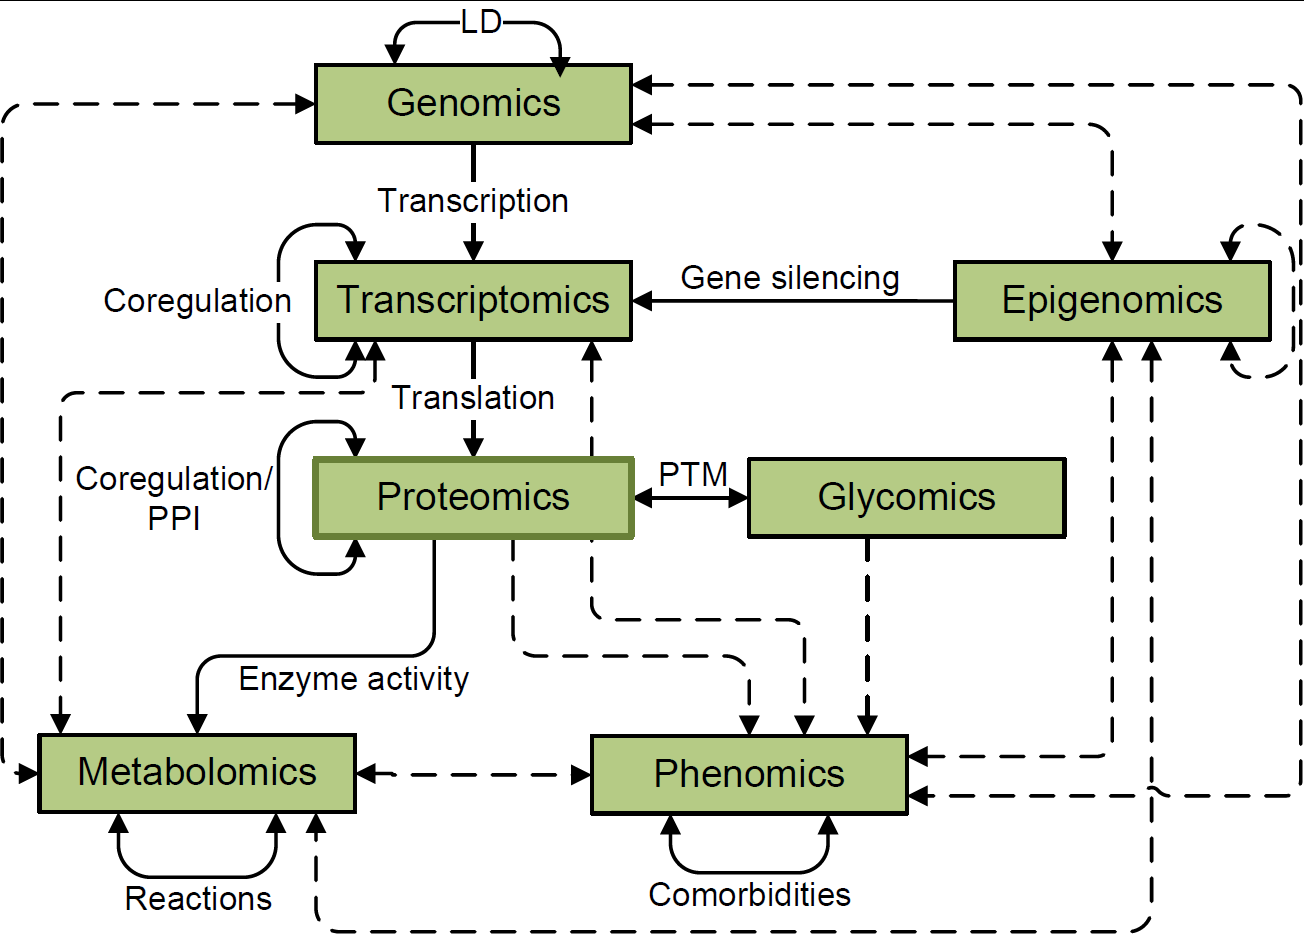 LD
Genomics
Transcription
Coregulation
Transcriptomics
Gene silencing
Epigenomics
Translation
Coregulation/
PPI
Proteomics
PTM
Glycomics
Enzyme activity
Metabolomics
Phenomics
Reactions
Comorbidities